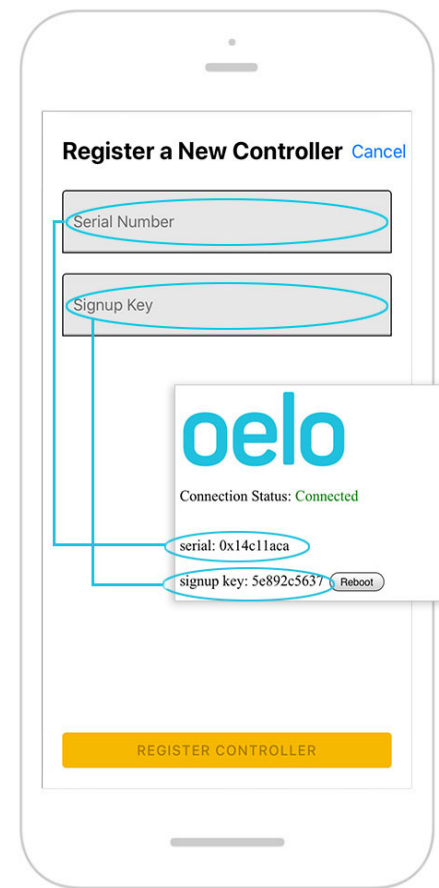 Register a New Controller Cancel
Serial Number
Signup Key
oelo
Connection Status: Connected
serial: 0x14c11aca
signup key: 5e892c5637 Reboot
REGISTER CONTROLLER